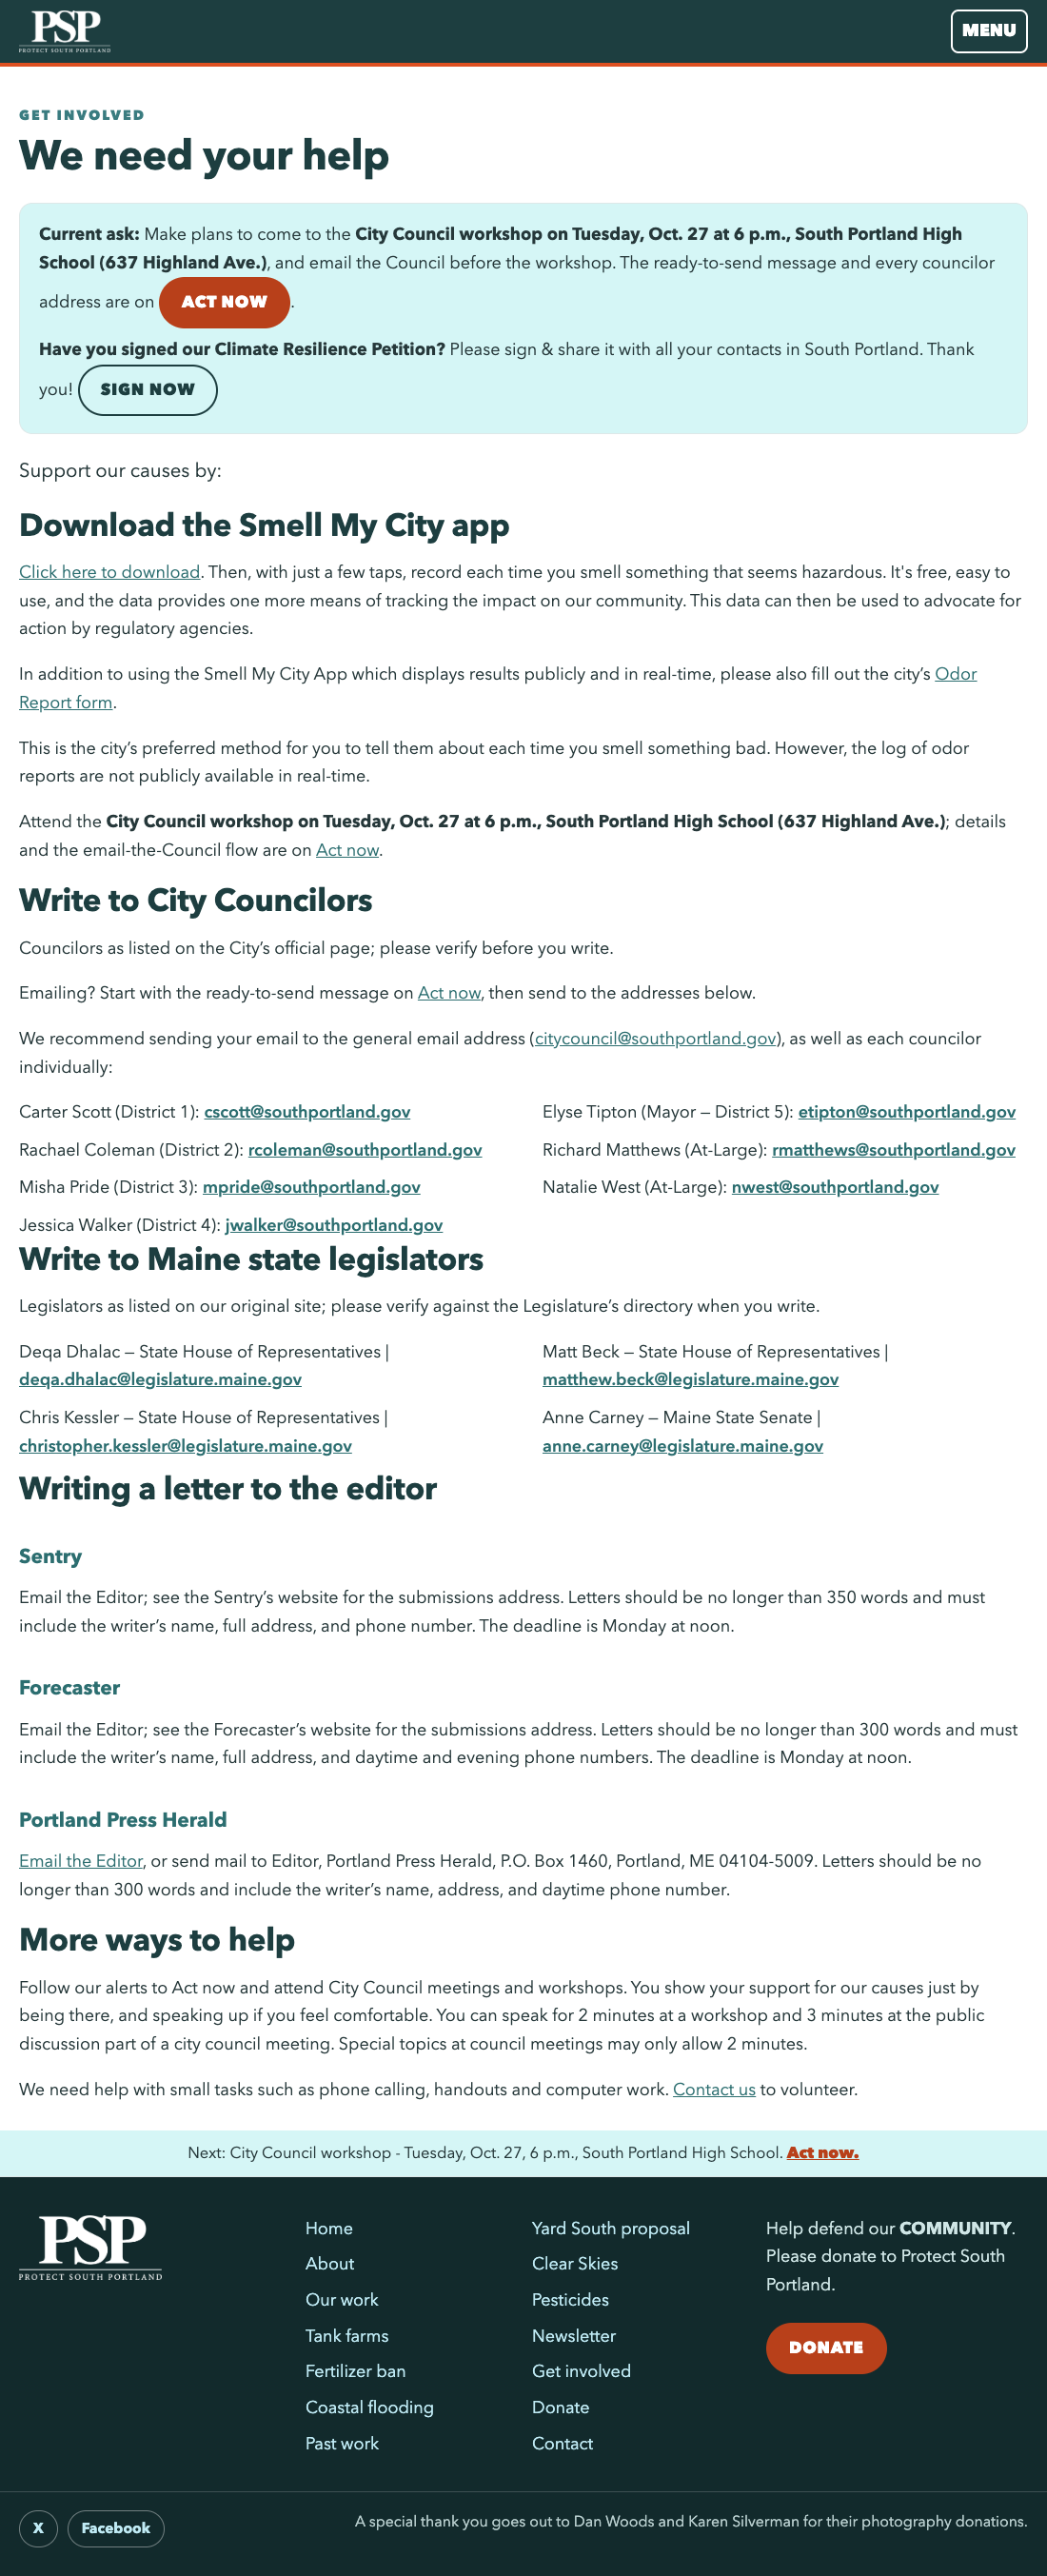 PSP
PROTECT SOUTH PORTLAND
MENU
GET INVOLVED
We need your help
Current ask: Make plans to come to the City Council workshop on Tuesday, Oct. 27 at 6 p.m., South Portland High
School (637 Highland Ave.), and email the Council before the workshop. The ready-to-send message and every councilor
address are on ACT NOW.
Have you signed our Climate Resilience Petition? Please sign & share it with all your contacts in South Portland. Thank
you! SIGN NOW
Support our causes by:
Download the Smell My City app
Click here to download. Then, with just a few taps, record each time you smell something that seems hazardous. It's free, easy to
use, and the data provides one more means of tracking the impact on our community. This data can then be used to advocate for
action by regulatory agencies.
In addition to using the Smell My City App which displays results publicly and in real-time, please also fill out the city’s Odor
Report form.
This is the city’s preferred method for you to tell them about each time you smell something bad. However, the log of odor
reports are not publicly available in real-time.
Attend the City Council workshop on Tuesday, Oct. 27 at 6 p.m., South Portland High School (637 Highland Ave.); details
and the email-the-Council flow are on Act now.
Write to City Councilors
Councilors as listed on the City’s official page; please verify before you write.
Emailing? Start with the ready-to-send message on Act now, then send to the addresses below.
We recommend sending your email to the general email address (citycouncil@southportland.gov), as well as each councilor
individually:
Carter Scott (District 1): cscott@southportland.gov
Rachael Coleman (District 2): rcoleman@southportland.gov
Misha Pride (District 3): mpride@southportland.gov
Jessica Walker (District 4): jwalker@southportland.gov
Elyse Tipton (Mayor – District 5): etipton@southportland.gov
Richard Matthews (At-Large): rmatthews@southportland.gov
Natalie West (At-Large): nwest@southportland.gov
Write to Maine state legislators
Legislators as listed on our original site; please verify against the Legislature’s directory when you write.
Deqa Dhalac – State House of Representatives |
deqa.dhalac@legislature.maine.gov
Chris Kessler – State House of Representatives |
christopher.kessler@legislature.maine.gov
Matt Beck – State House of Representatives |
matthew.beck@legislature.maine.gov
Anne Carney – Maine State Senate |
anne.carney@legislature.maine.gov
Writing a letter to the editor
Sentry
Email the Editor; see the Sentry’s website for the submissions address. Letters should be no longer than 350 words and must
include the writer’s name, full address, and phone number. The deadline is Monday at noon.
Forecaster
Email the Editor; see the Forecaster’s website for the submissions address. Letters should be no longer than 300 words and must
include the writer’s name, full address, and daytime and evening phone numbers. The deadline is Monday at noon.
Portland Press Herald
Email the Editor, or send mail to Editor, Portland Press Herald, P.O. Box 1460, Portland, ME 04104-5009. Letters should be no
longer than 300 words and include the writer’s name, address, and daytime phone number.
More ways to help
Follow our alerts to Act now and attend City Council meetings and workshops. You show your support for our causes just by
being there, and speaking up if you feel comfortable. You can speak for 2 minutes at a workshop and 3 minutes at the public
discussion part of a city council meeting. Special topics at council meetings may only allow 2 minutes.
We need help with small tasks such as phone calling, handouts and computer work. Contact us to volunteer.
Next: City Council workshop - Tuesday, Oct. 27, 6 p.m., South Portland High School. Act now.
PSP
PROTECT SOUTH PORTLAND
Home
About
Our work
Tank farms
Fertilizer ban
Coastal flooding
Past work
Yard South proposal
Clear Skies
Pesticides
Newsletter
Get involved
Donate
Contact
Help defend our COMMUNITY.
Please donate to Protect South
Portland.
DONATE
X
Facebook
A special thank you goes out to Dan Woods and Karen Silverman for their photography donations.